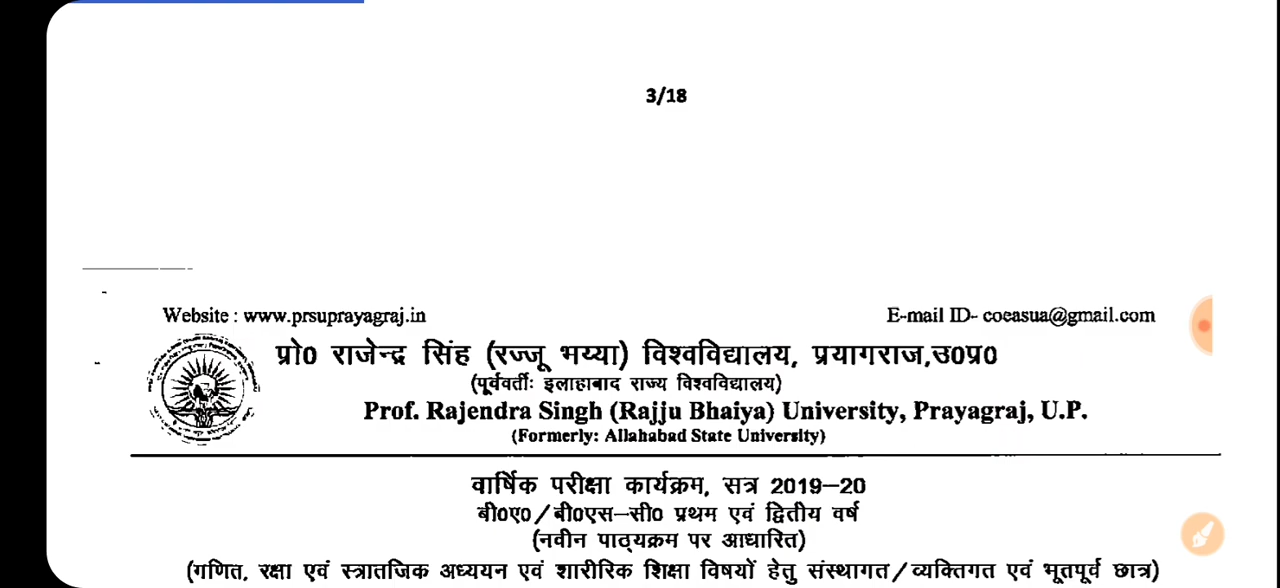 3/18
Website : www.prsuprayagraj.in E-mail ID- coeasua@gmail.com
प्रो0 राजेन्द्र सिंह (रज्जू भय्या) विश्वविद्यालय, प्रयागराज,उ0प्र0
(पूर्ववर्तीः इलाहाबाद राज्य विश्वविद्यालय)
Prof. Rajendra Singh (Rajju Bhaiya) University, Prayagraj, U.P.
(Formerly: Allahabad State University)
वार्षिक परीक्षा कार्यक्रम, सत्र 2019–20
बी0ए0/बी0एस–सी0 प्रथम एवं द्वितीय वर्ष
(नवीन पाठ्यक्रम पर आधारित)
(गणित, रक्षा एवं स्त्रातजिक अध्ययन एवं शारीरिक शिक्षा विषयों हेतु संस्थागत/व्यक्तिगत एवं भूतपूर्व छात्र)